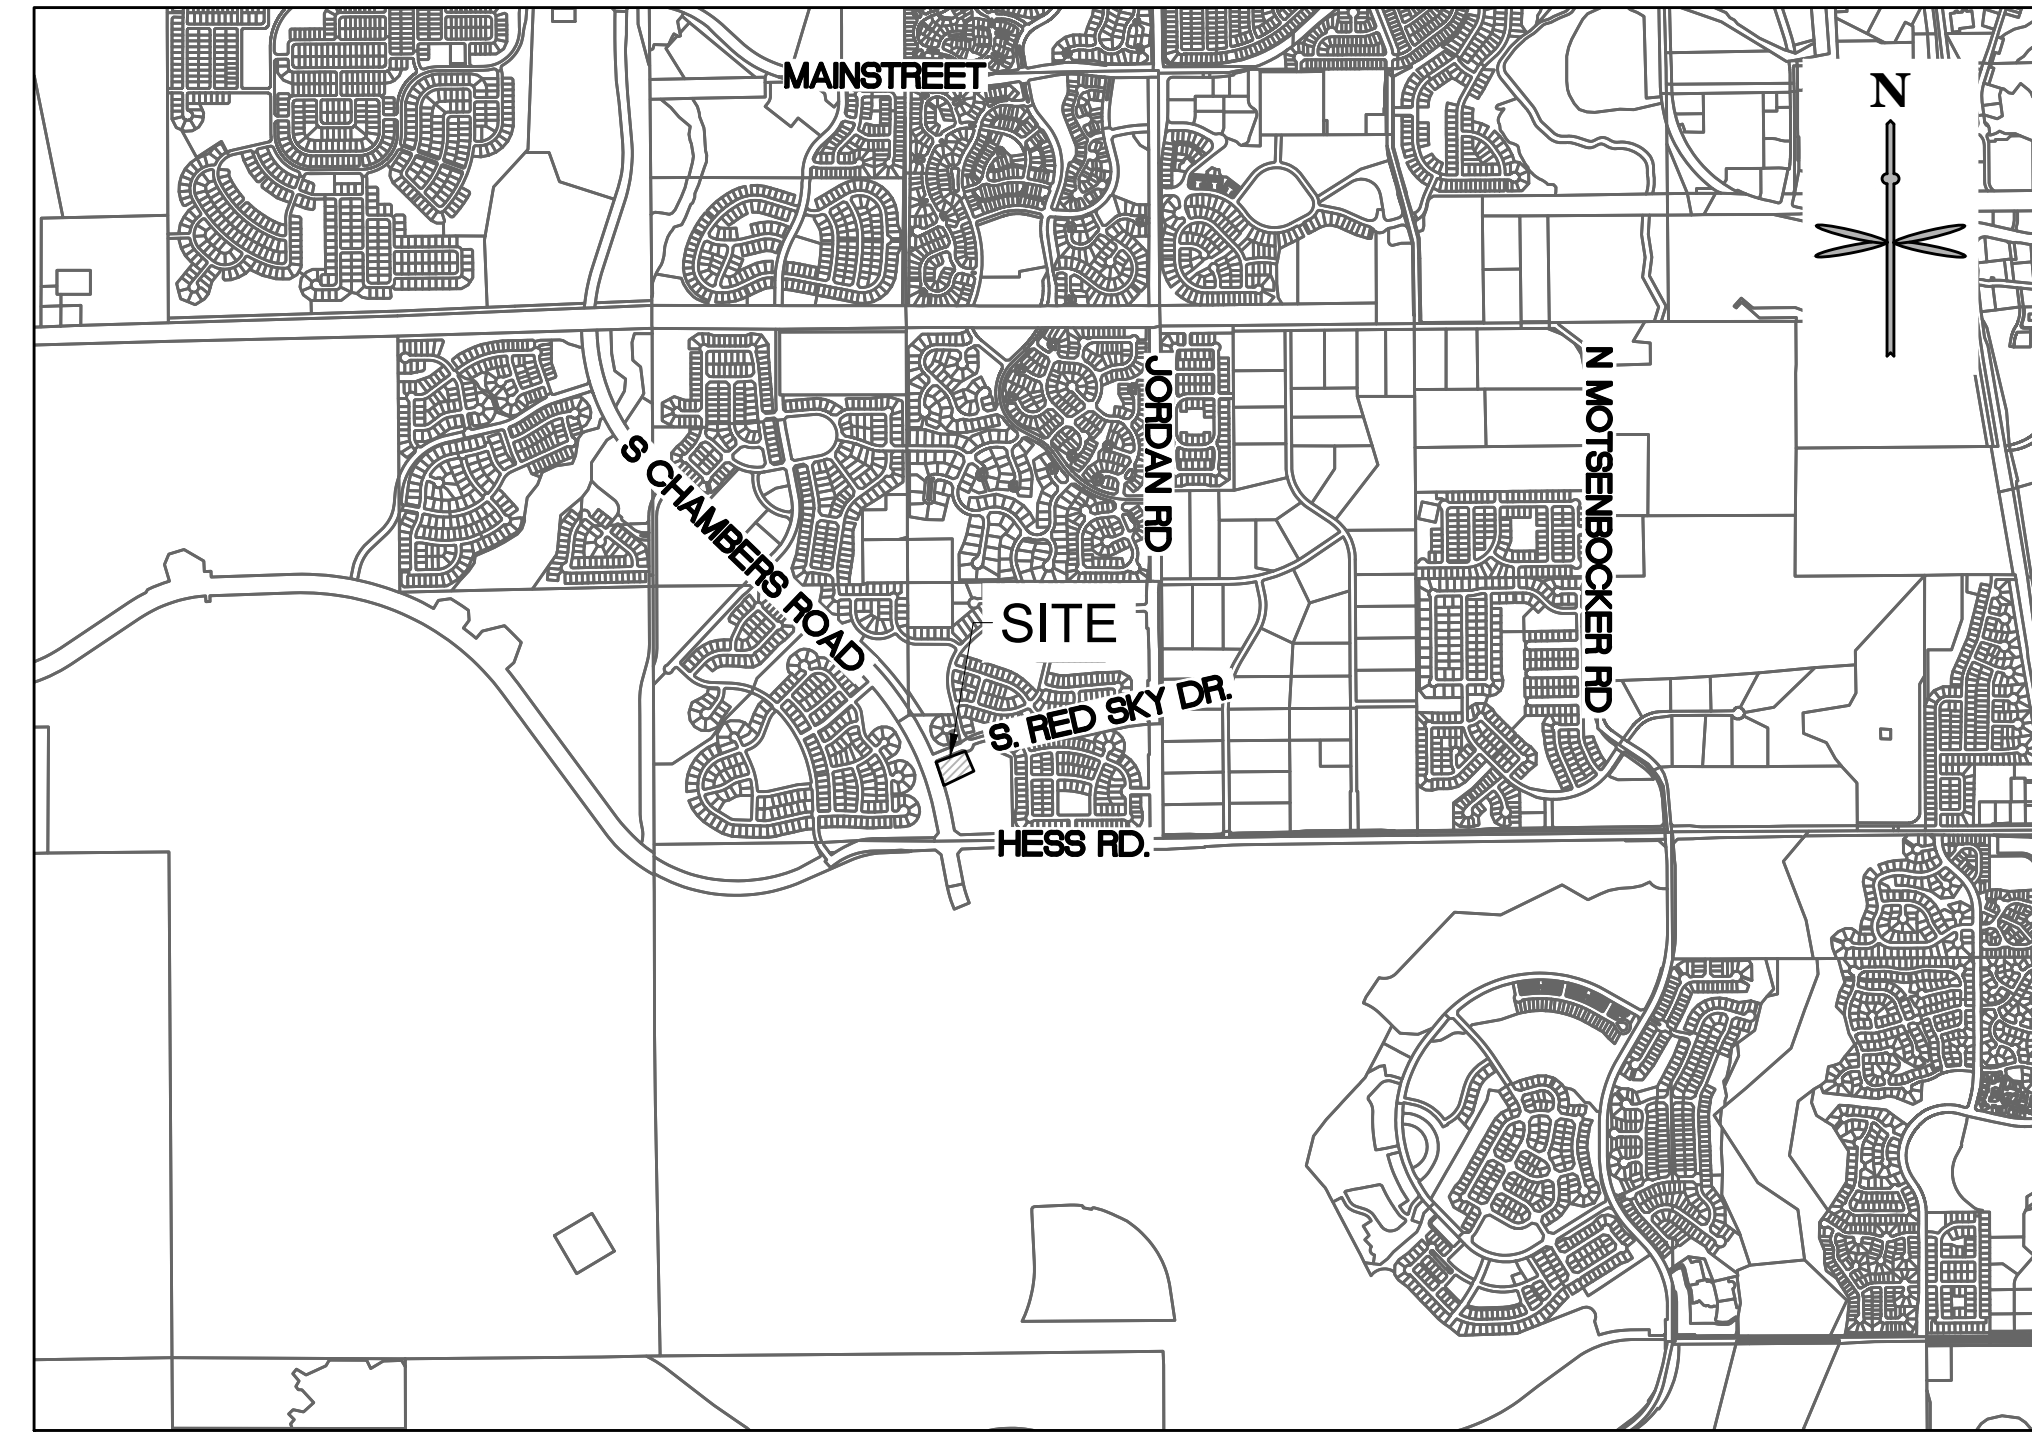 MAINSTREET
N
JORDAN RD
N MOTSENBOCKER RD
S CHAMBERS ROAD
SITE
S. RED SKY DR.
HESS RD.